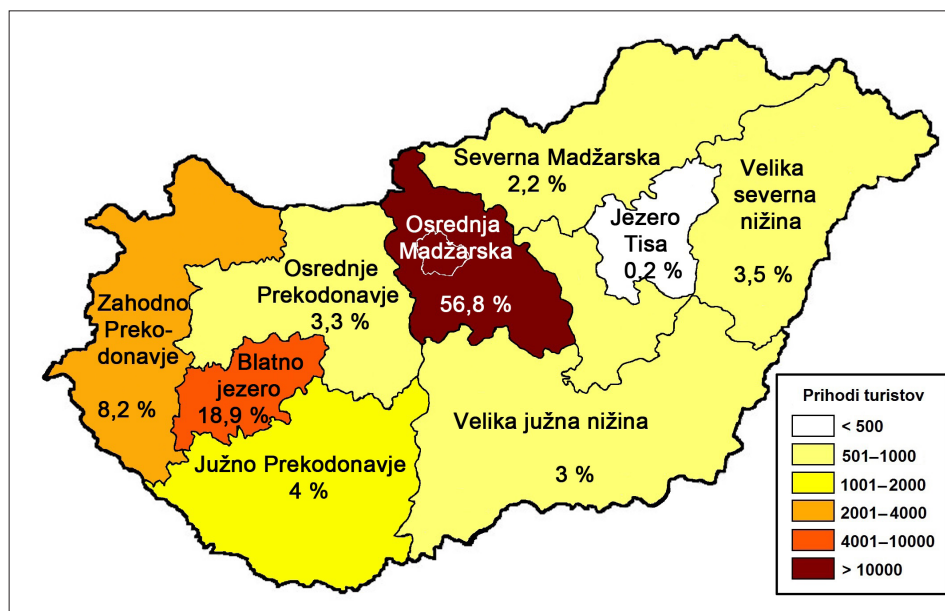 Severna Madžarska
2,2 %
Velika
severna
nižina
3,5 %
Jezero
Tisa
0,2 %
Osrednja
Madžarska
56,8 %
Osrednje
Prekodonavje
3,3 %
Zahodno
Preko-
donavje
8,2 %
Blatno
jezero
18,9 %
Južno Prekodonavje
4 %
Velika južna nižina
3 %
Prihodi turistov
< 500
501–1000
1001–2000
2001–4000
4001–10000
> 10000